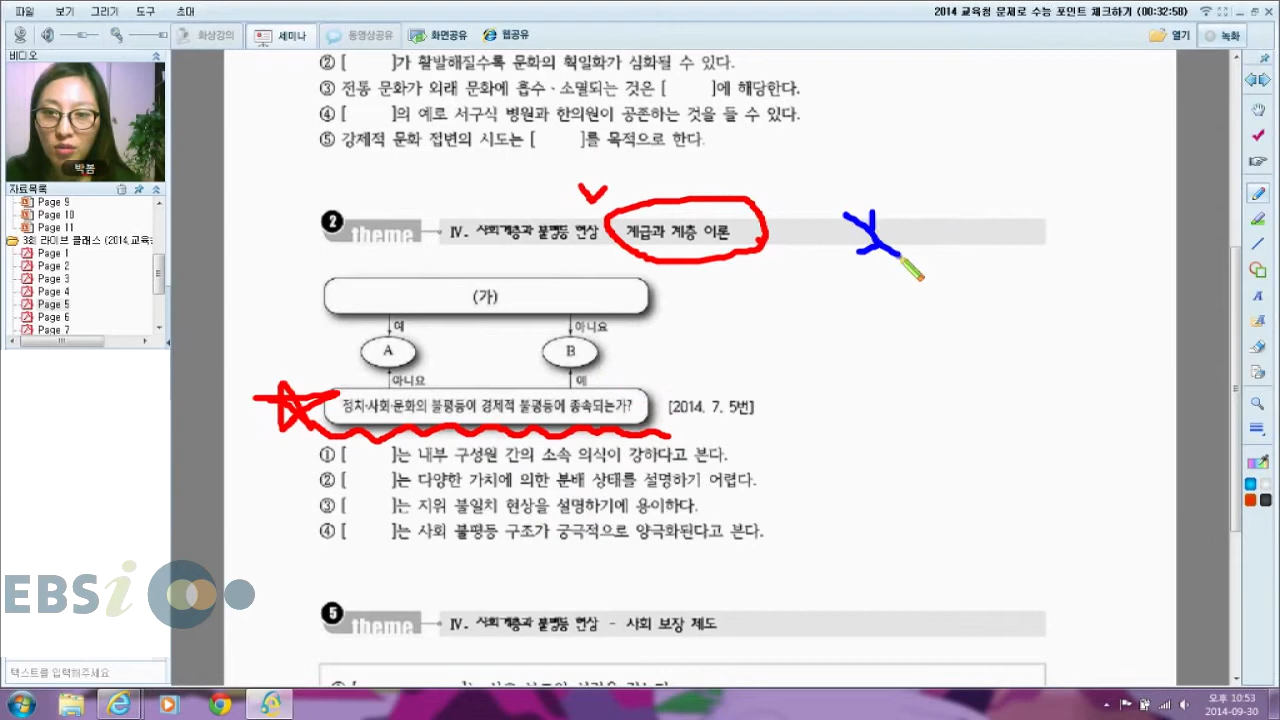 파일 보기 그리기 도구 초대
2014 교육청 문제로 수능 포인트 체크하기 (00:32:58)
화상강의 세미나 동영상공유 화면공유 웹공유 열기 녹화
비디오
박봄
자료목록
Page 9
Page 10
Page 11
3회 라이브 클래스 (2014.교육
Page 1
Page 2
Page 3
Page 4
Page 5
Page 6
Page 7
EBSi
텍스트를 입력해주세요
② [ ]가 활발해질수록 문화의 획일화가 심화될 수 있다.
③ 전통 문화가 외래 문화에 흡수·소멸되는 것은 [ ]에 해당한다.
④ [ ]의 예로 서구식 병원과 한의원이 공존하는 것을 들 수 있다.
⑤ 강제적 문화 접변의 시도는 [ ]를 목적으로 한다.
2 theme Ⅳ. 사회계층과 불평등 현상 계급과 계층 이론
(가)
예 아니요
A B
아니요 예
정치·사회·문화의 불평등이 경제적 불평등에 종속되는가? [2014. 7. 5번]
① [ ]는 내부 구성원 간의 소속 의식이 강하다고 본다.
② [ ]는 다양한 가치에 의한 분배 상태를 설명하기 어렵다.
③ [ ]는 지위 불일치 현상을 설명하기에 용이하다.
④ [ ]는 사회 불평등 구조가 궁극적으로 양극화된다고 본다.
5 theme Ⅳ. 사회계층과 불평등 현상 - 사회 보장 제도
오후 10:53
2014-09-30